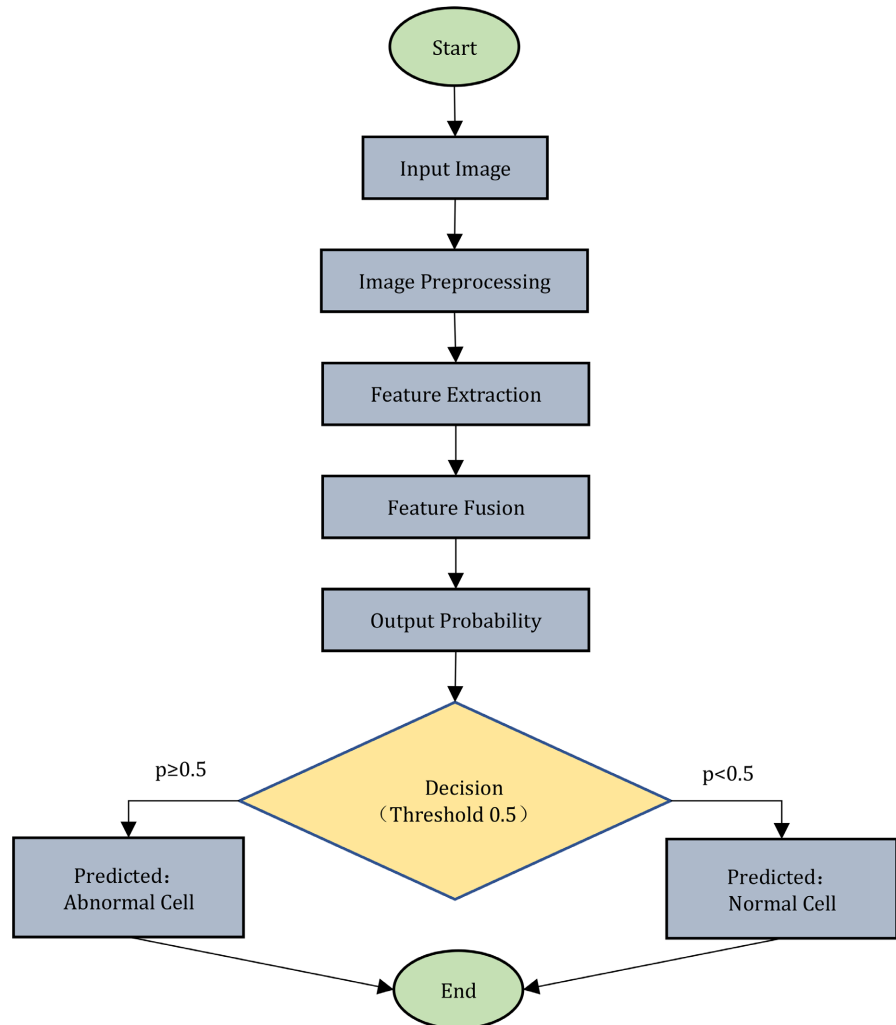 Start
Input Image
Image Preprocessing
Feature Extraction
Feature Fusion
Output Probability
Decision
（Threshold 0.5）
p≥0.5
p<0.5
Predicted：
Abnormal Cell
Predicted：
Normal Cell
End